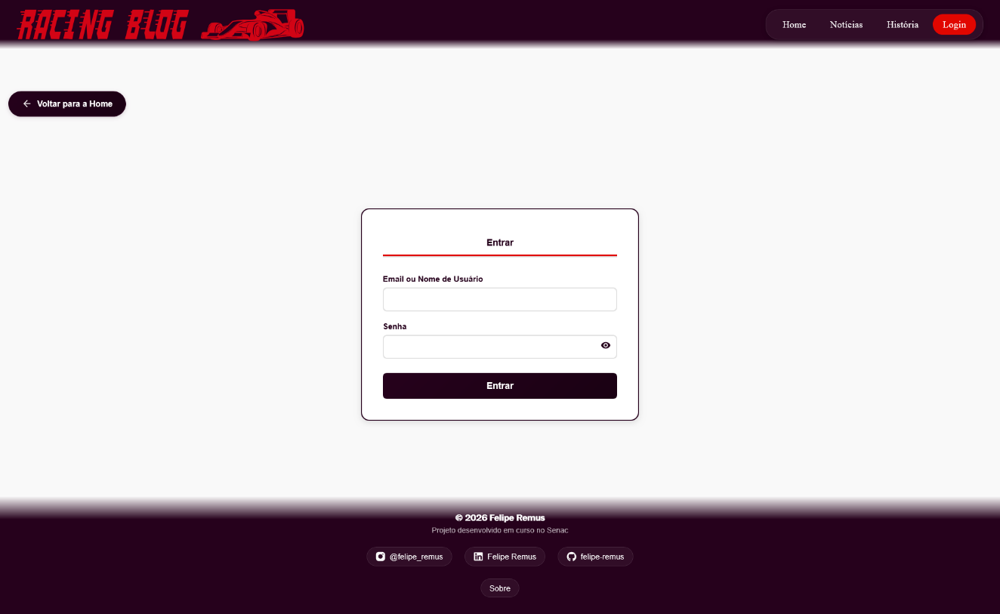 RACING BLOG
Home Notícias História Login
Voltar para a Home
Entrar
Email ou Nome de Usuário
Senha
Entrar
© 2026 Felipe Remus
Projeto desenvolvido em curso no Senac
@felipe_remus Felipe Remus felipe-remus
Sobre